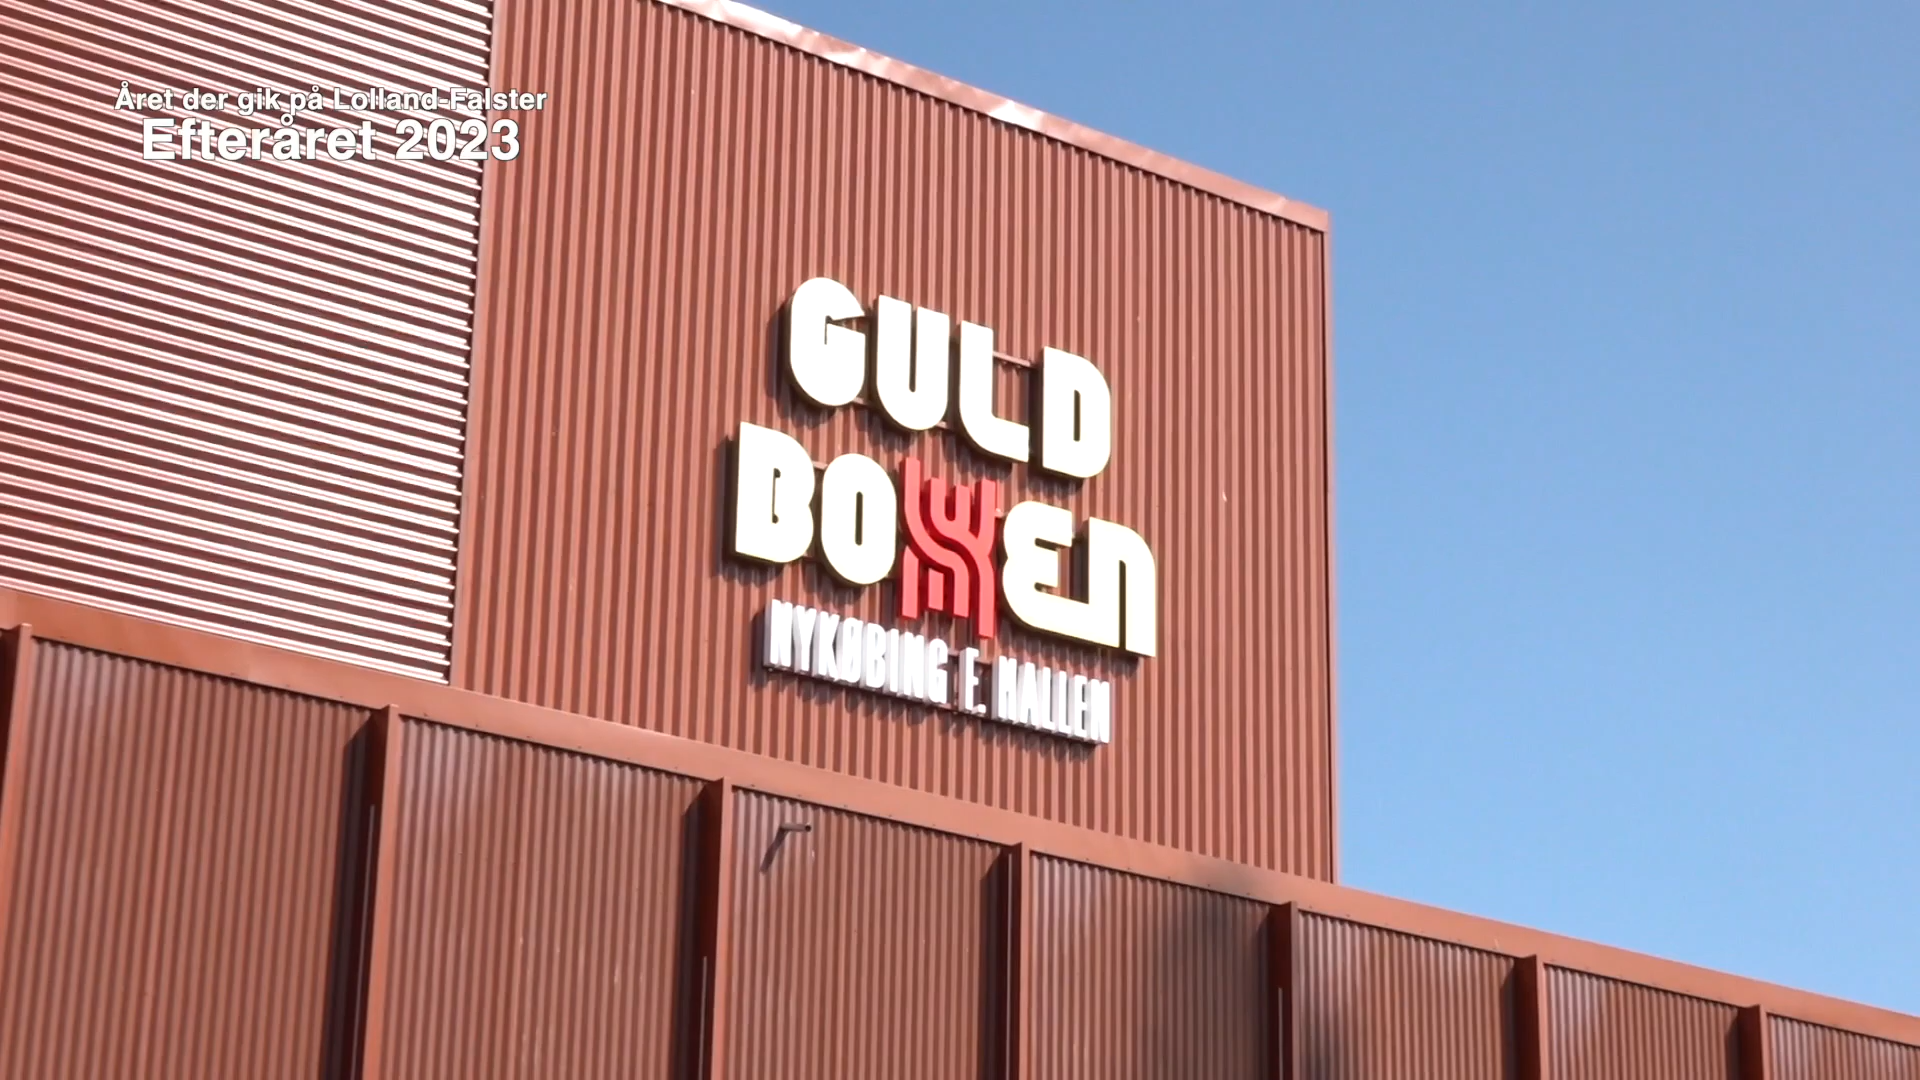 Året der gik på Lolland-Falster
Efteråret 2023
GULD
BOXEN
NYKØBING F. HALLEN